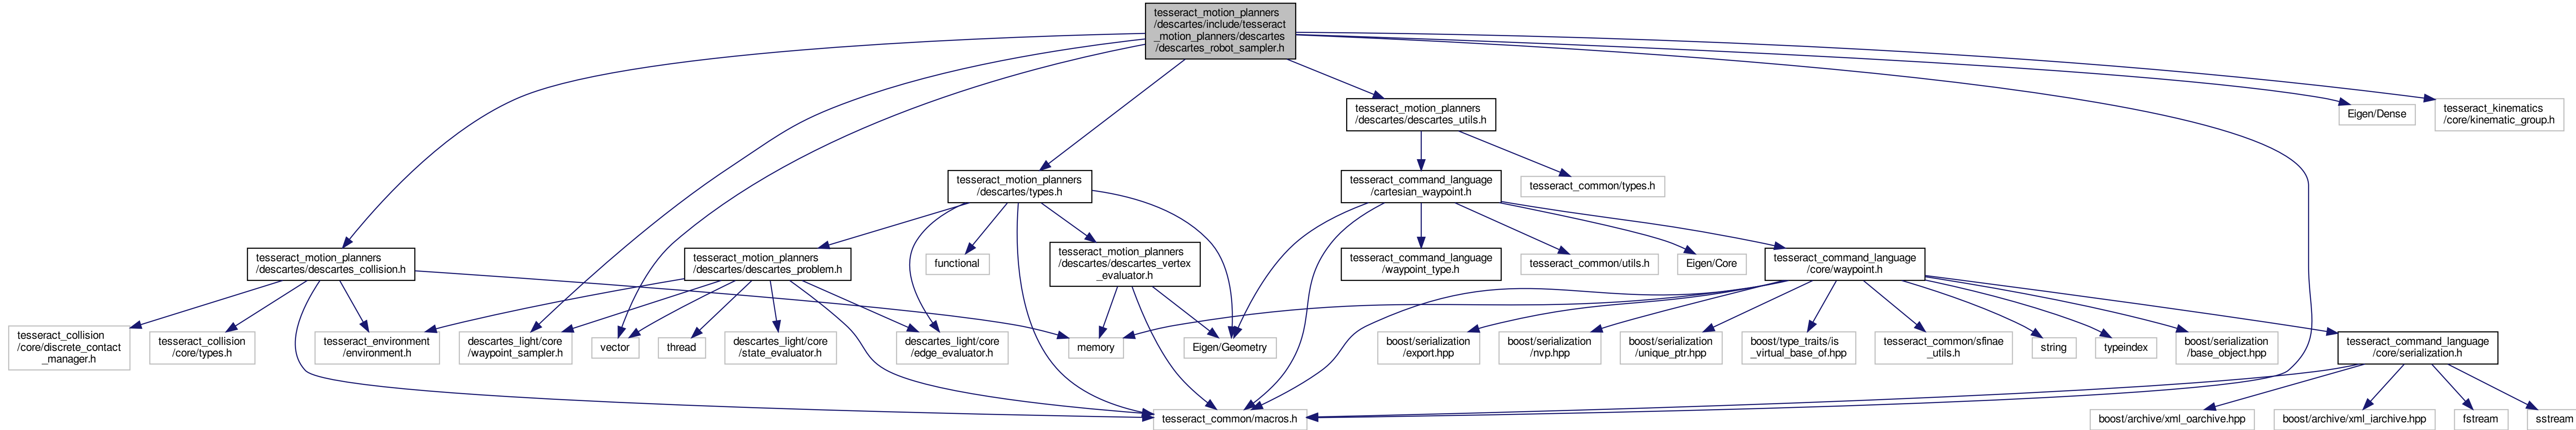 tesseract_motion_planners
/descartes/include/tesseract
_motion_planners/descartes
/descartes_robot_sampler.h
tesseract_motion_planners
/descartes/descartes_utils.h
Eigen/Dense
tesseract_kinematics
/core/kinematic_group.h
tesseract_motion_planners
/descartes/types.h
tesseract_command_language
/cartesian_waypoint.h
tesseract_common/types.h
tesseract_motion_planners
/descartes/descartes_collision.h
tesseract_motion_planners
/descartes/descartes_problem.h
functional
tesseract_motion_planners
/descartes/descartes_vertex
_evaluator.h
tesseract_command_language
/waypoint_type.h
tesseract_common/utils.h
Eigen/Core
tesseract_command_language
/core/waypoint.h
tesseract_collision
/core/discrete_contact
_manager.h
tesseract_collision
/core/types.h
tesseract_environment
/environment.h
descartes_light/core
/waypoint_sampler.h
vector
thread
descartes_light/core
/state_evaluator.h
descartes_light/core
/edge_evaluator.h
memory
Eigen/Geometry
boost/serialization
/export.hpp
boost/serialization
/nvp.hpp
boost/serialization
/unique_ptr.hpp
boost/type_traits/is
_virtual_base_of.hpp
tesseract_common/sfinae
_utils.h
string
typeindex
boost/serialization
/base_object.hpp
tesseract_command_language
/core/serialization.h
tesseract_common/macros.h
boost/archive/xml_oarchive.hpp
boost/archive/xml_iarchive.hpp
fstream
sstream